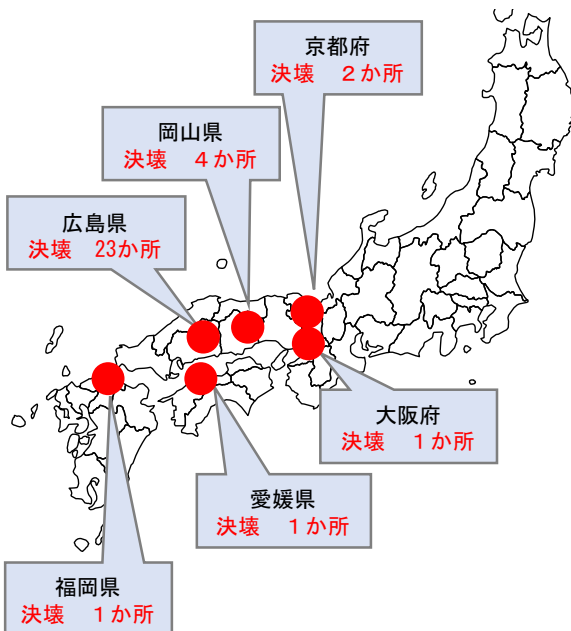 京都府
決壊　２か所
岡山県
決壊　４か所
広島県
決壊　23か所
大阪府
決壊　１か所
愛媛県
決壊　１か所
福岡県
決壊　１か所